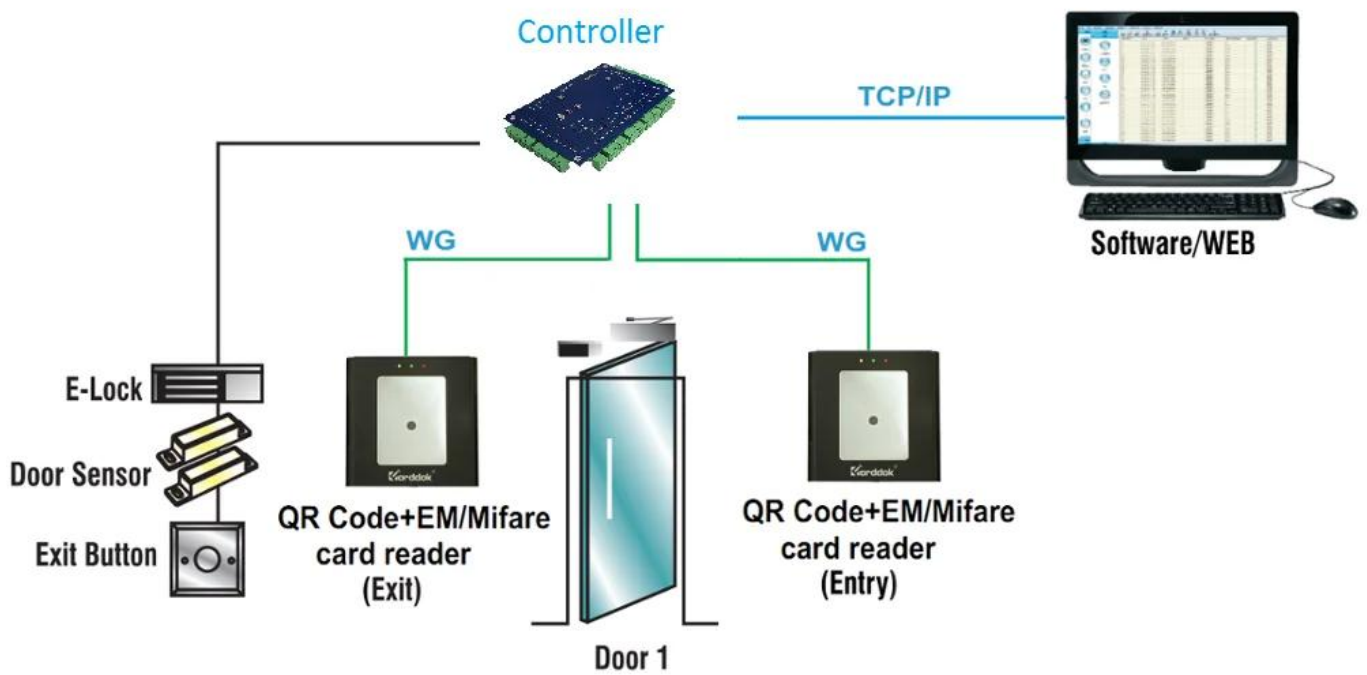 Controller
TCP/IP
WG
WG
Software/WEB
E-Lock
Door Sensor
Exit Button
QR Code+EM/Mifare
card reader
(Exit)
QR Code+EM/Mifare
card reader
(Entry)
Door 1